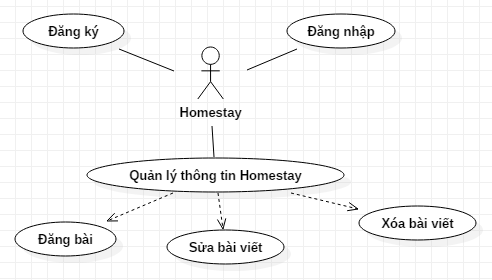 Đăng ký
Đăng nhập
Homestay
Quản lý thông tin Homestay
Đăng bài
Sửa bài viết
Xóa bài viết